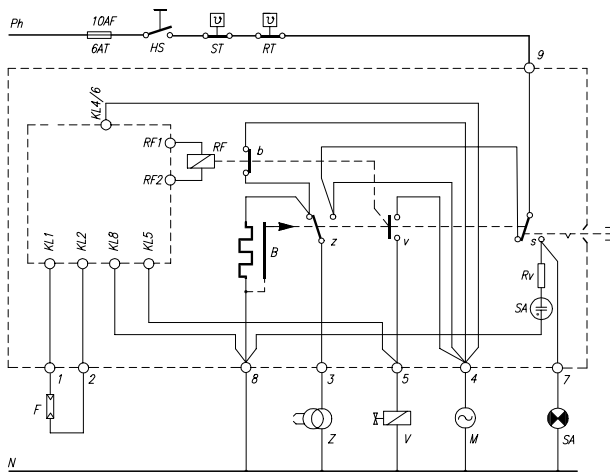 Ph
10AF
6AT
HS
ST
RT
υ
υ
9
KL4/6
RF1
RF2
RF
b
KL1
KL2
KL8
KL5
B
z
v
s
Rv
SA
1
2
8
3
5
4
7
F
Z
V
M
SA
N